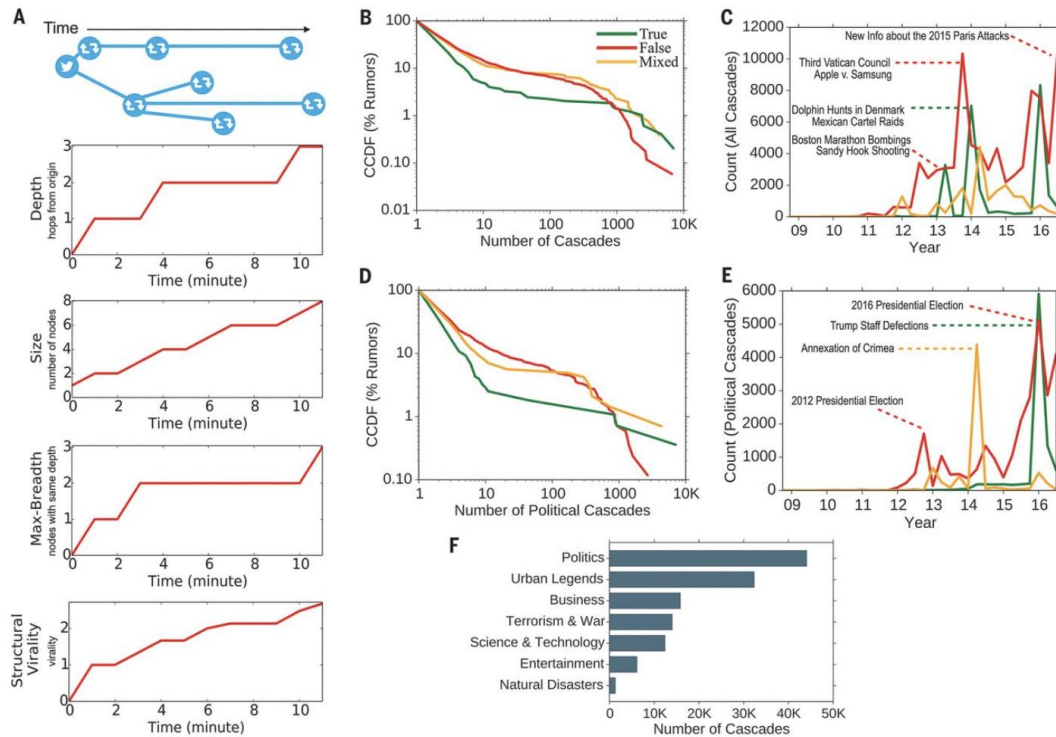 A
Time
Depth
hops from origin
3
2
1
0
0 2 4 6 8 10
Time (minute)
Size
number of nodes
8
6
4
2
0
0 2 4 6 8 10
Time (minute)
Max-Breadth
nodes with same depth
3
2
1
0
0 2 4 6 8 10
Time (minute)
Structural
Virality
virality
2
1
0
0 2 4 6 8 10
Time (minute)
B
CCDF (% Rumors)
100
10
1
0.10
0.01
True
False
Mixed
1 10 100 1000 10K
Number of Cascades
C
Count (All Cascades)
12000
10000
8000
6000
4000
2000
0
New Info about the 2015 Paris Attacks
Third Vatican Council
Apple v. Samsung
Dolphin Hunts in Denmark
Mexican Cartel Raids
Boston Marathon Bombings
Sandy Hook Shooting
09 10 11 12 13 14 15 16
Year
D
CCDF (% Rumors)
100
10
1
0.10
1 10 100 1000 10K
Number of Political Cascades
E
Count (Political Cascades)
6000
5000
4000
3000
2000
1000
0
2016 Presidential Election
Trump Staff Defections
Annexation of Crimea
2012 Presidential Election
09 10 11 12 13 14 15 16
Year
F
Politics
Urban Legends
Business
Terrorism & War
Science & Technology
Entertainment
Natural Disasters
0 10K 20K 30K 40K 50K
Number of Cascades